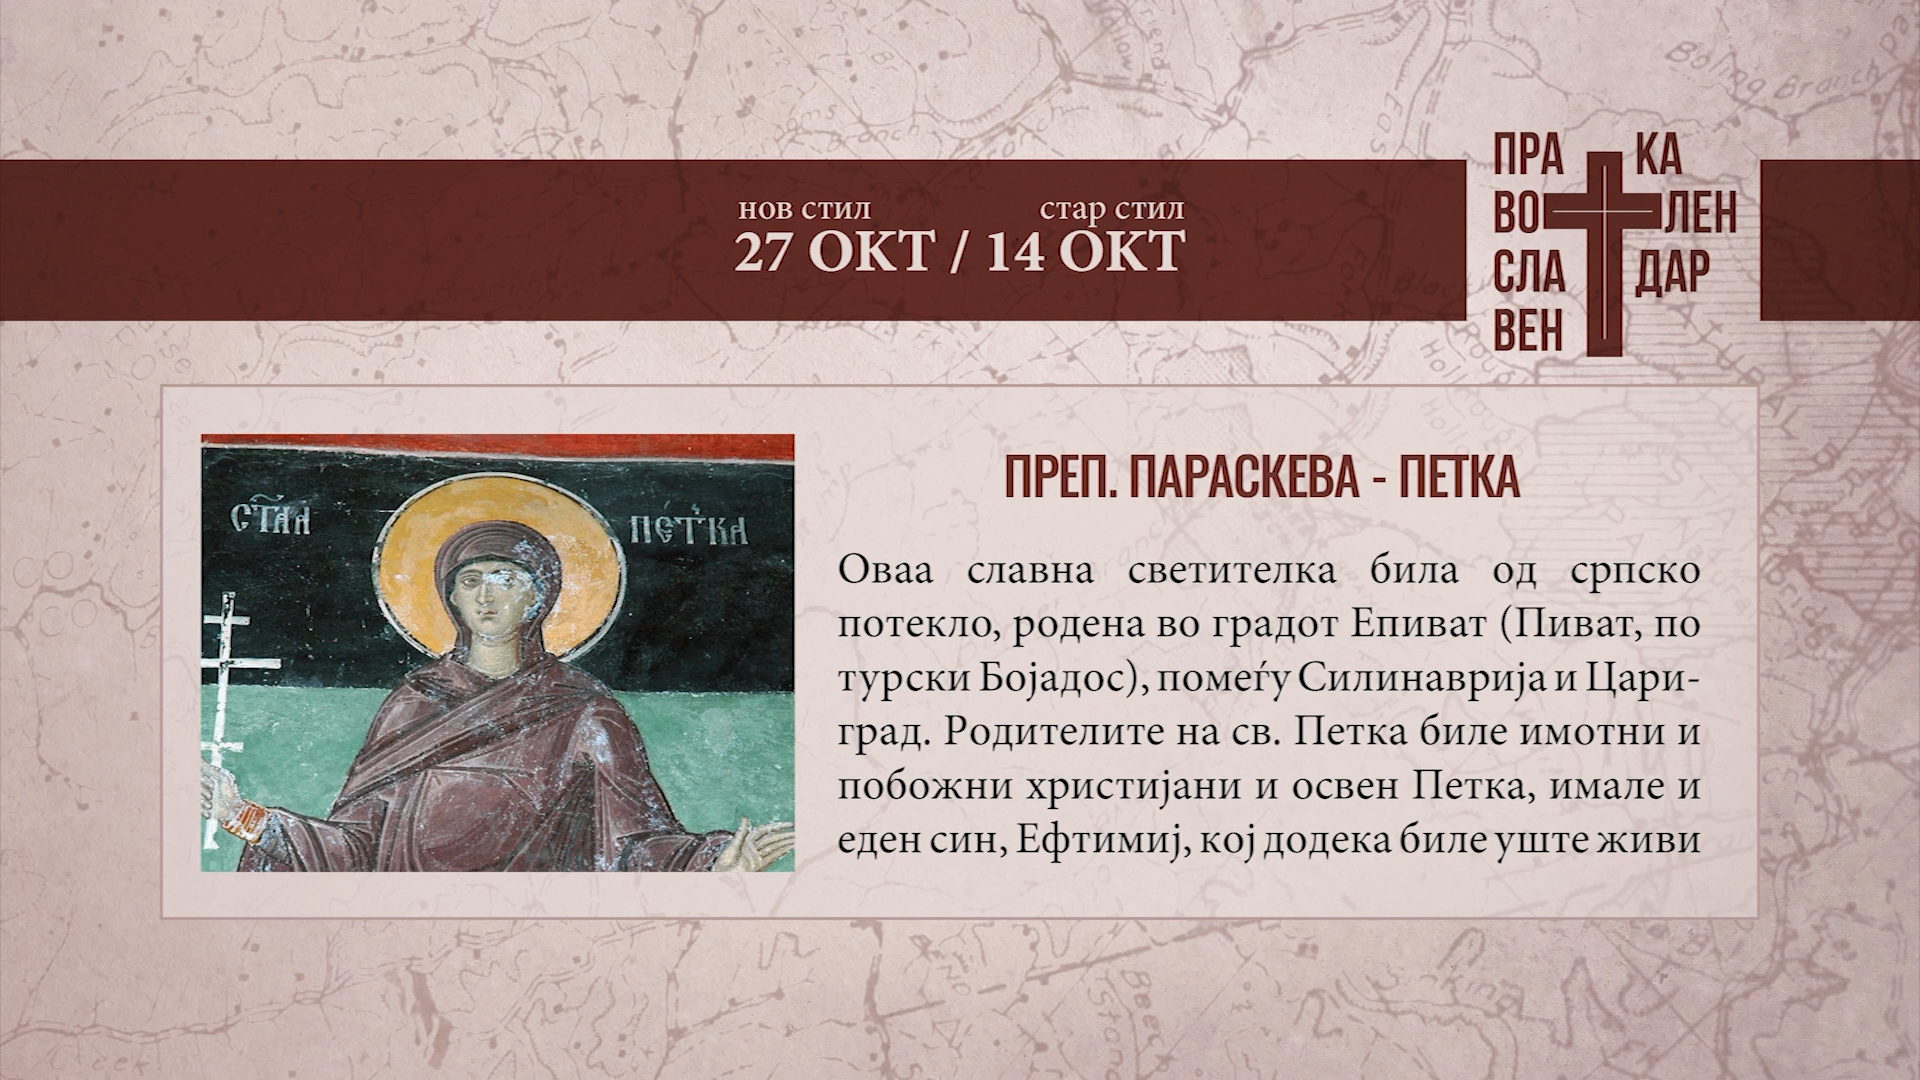 нов стил стар стил
27 ОКТ / 14 ОКТ
ПРА КА
ВО ЛЕН
СЛА ДАР
ВЕН
ПРЕП. ПАРАСКЕВА - ПЕТКА
Оваа славна светителка била од српско
потекло, родена во градот Епиват (Пиват, по
турски Бојадос), помеѓу Силинаврија и Цари-
град. Родителите на св. Петка биле имотни и
побожни христијани и освен Петка, имале и
еден син, Ефтимиј, кој додека биле уште живи
ПЕТКА
Boling Branch